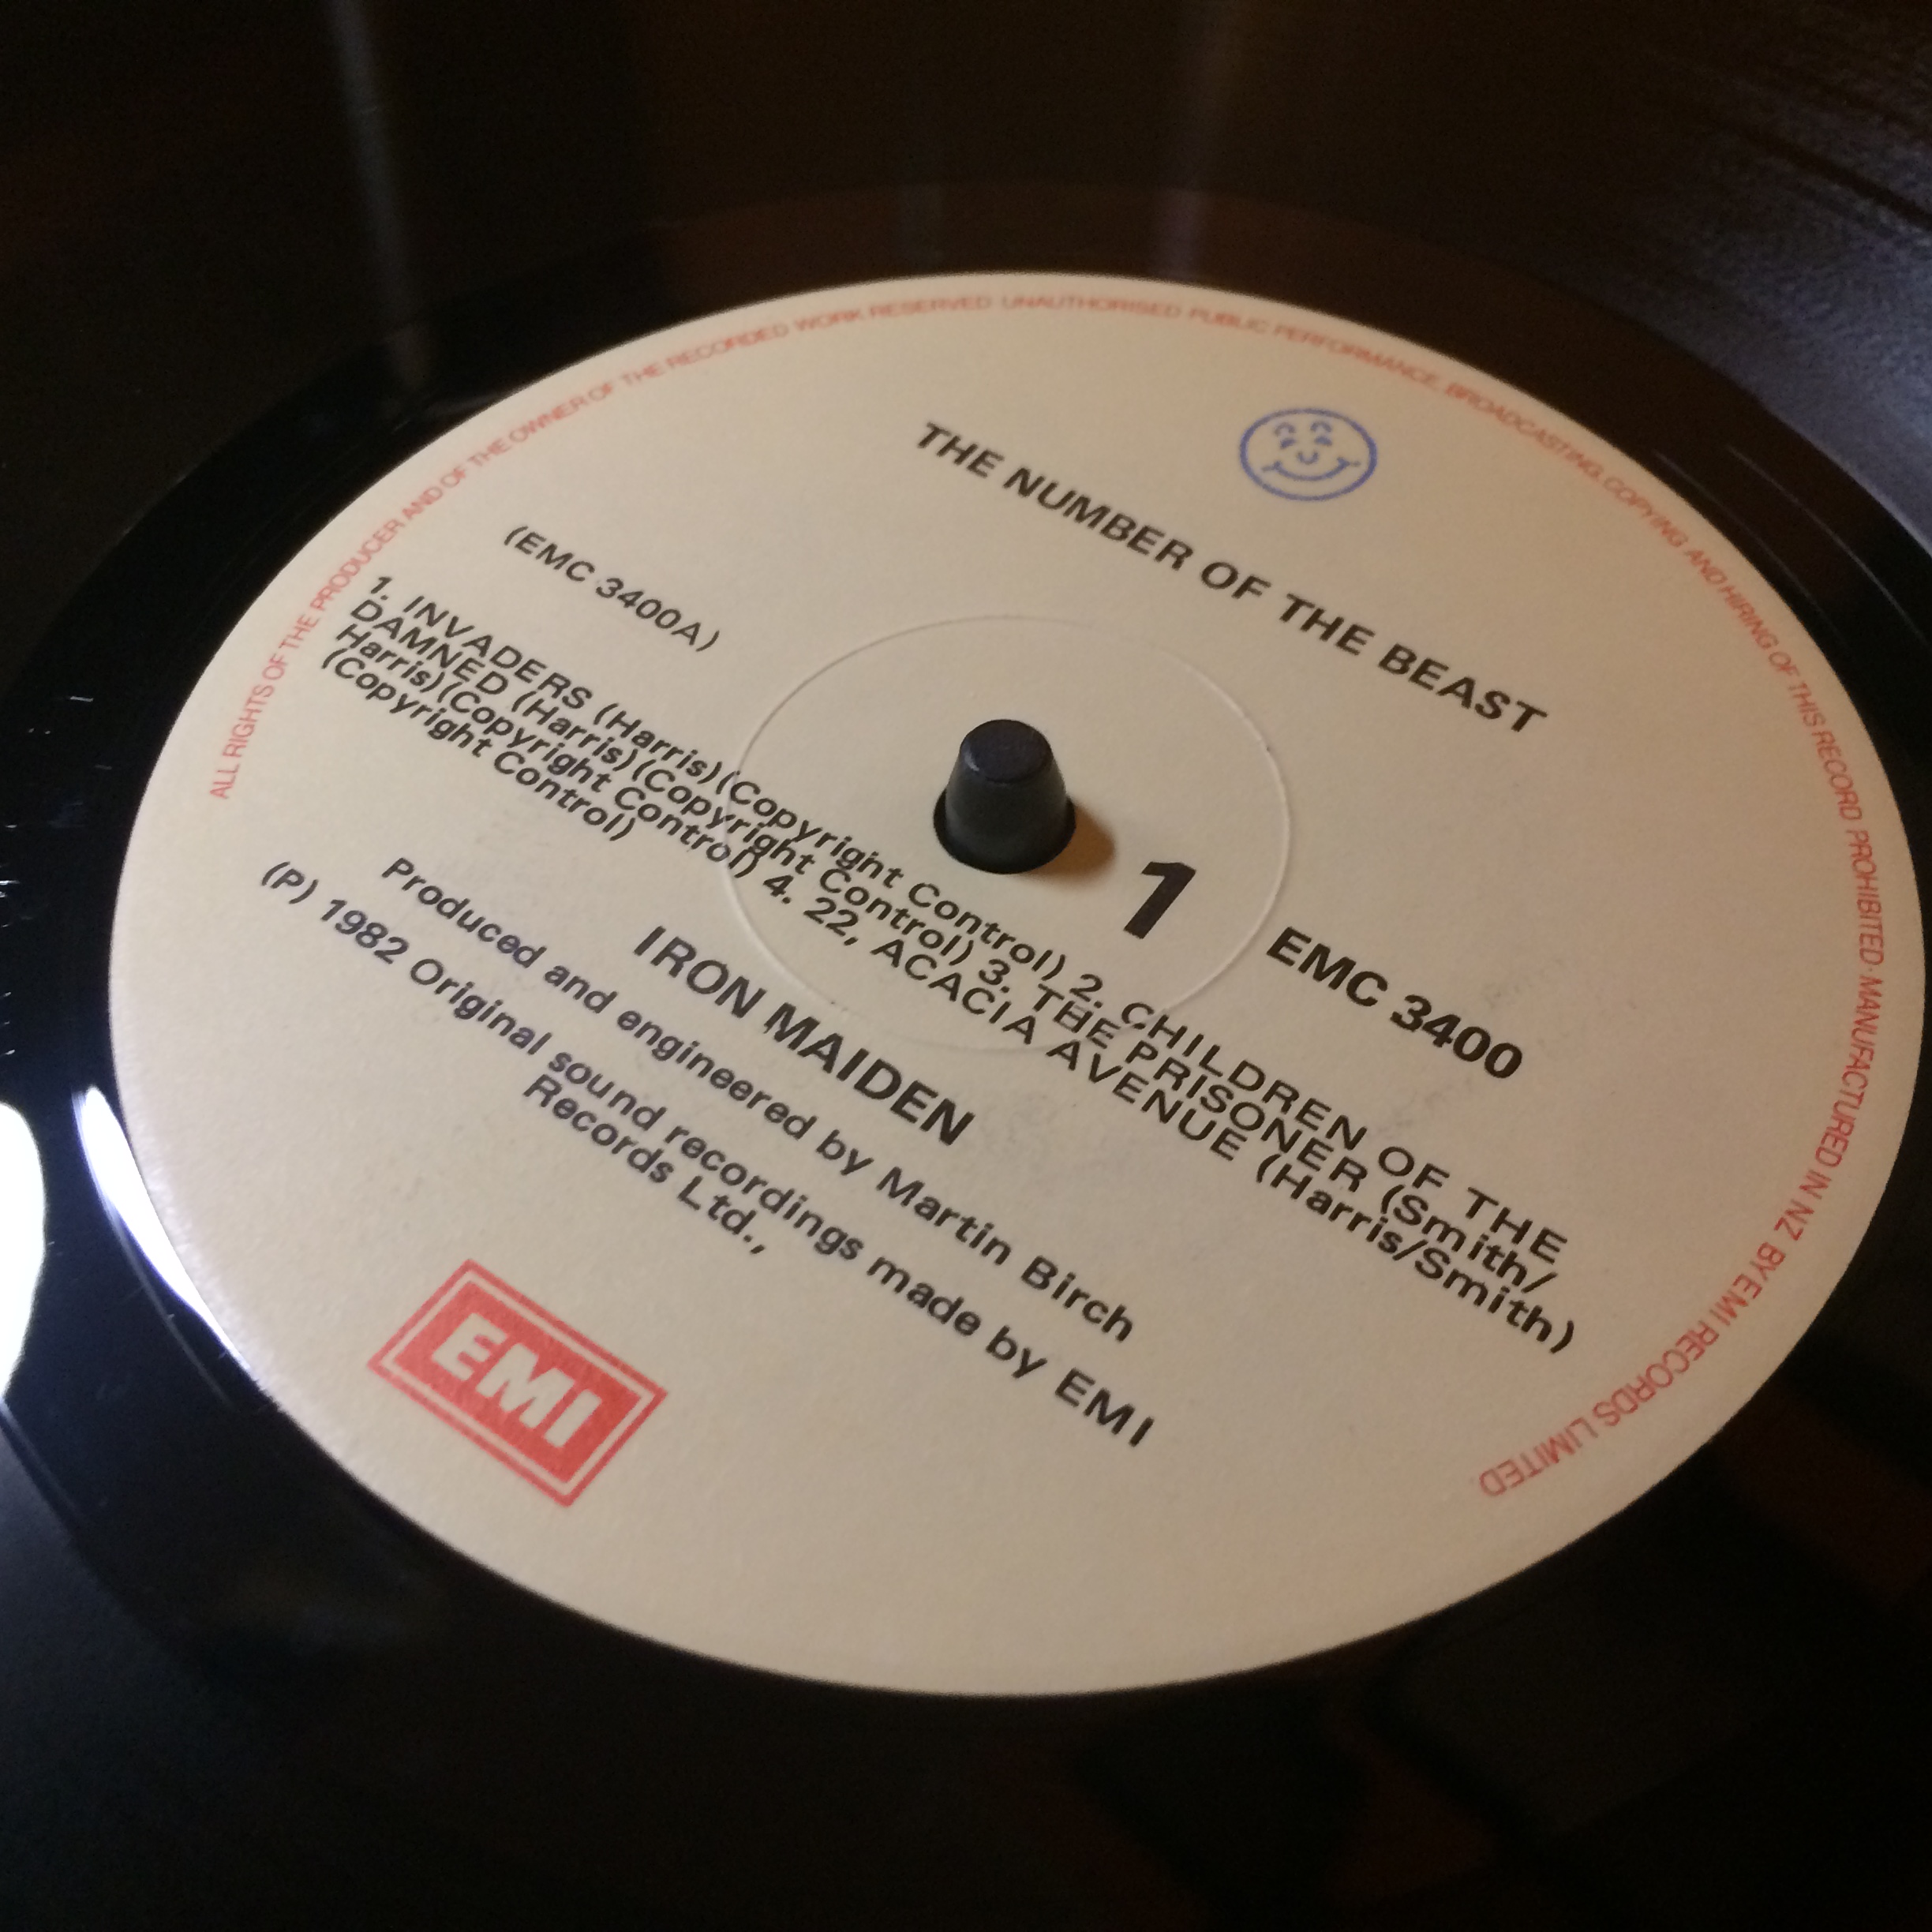 ALL RIGHTS OF THE PRODUCER AND OF THE OWNER OF THE RECORDED WORK RESERVED UNAUTHORISED PUBLIC PERFORMANCE, BROADCASTING, COPYING AND HIRING OF THIS RECORD PROHIBITED. MANUFACTURED IN NZ BY EMI RECORDS LIMITED.
THE NUMBER OF THE BEAST
(EMC 3400A)
1
EMC 3400
1. INVADERS (Harris) (Copyright Control) 2. CHILDREN OF THE
DAMNED (Harris) (Copyright Control) 3. THE PRISONER (Smith/
Harris) (Copyright Control) 4. 22, ACACIA AVENUE (Harris/Smith)
(Copyright Control)
IRON MAIDEN
Produced and engineered by Martin Birch
(P) 1982 Original sound recordings made by EMI
Records Ltd.,
EMI